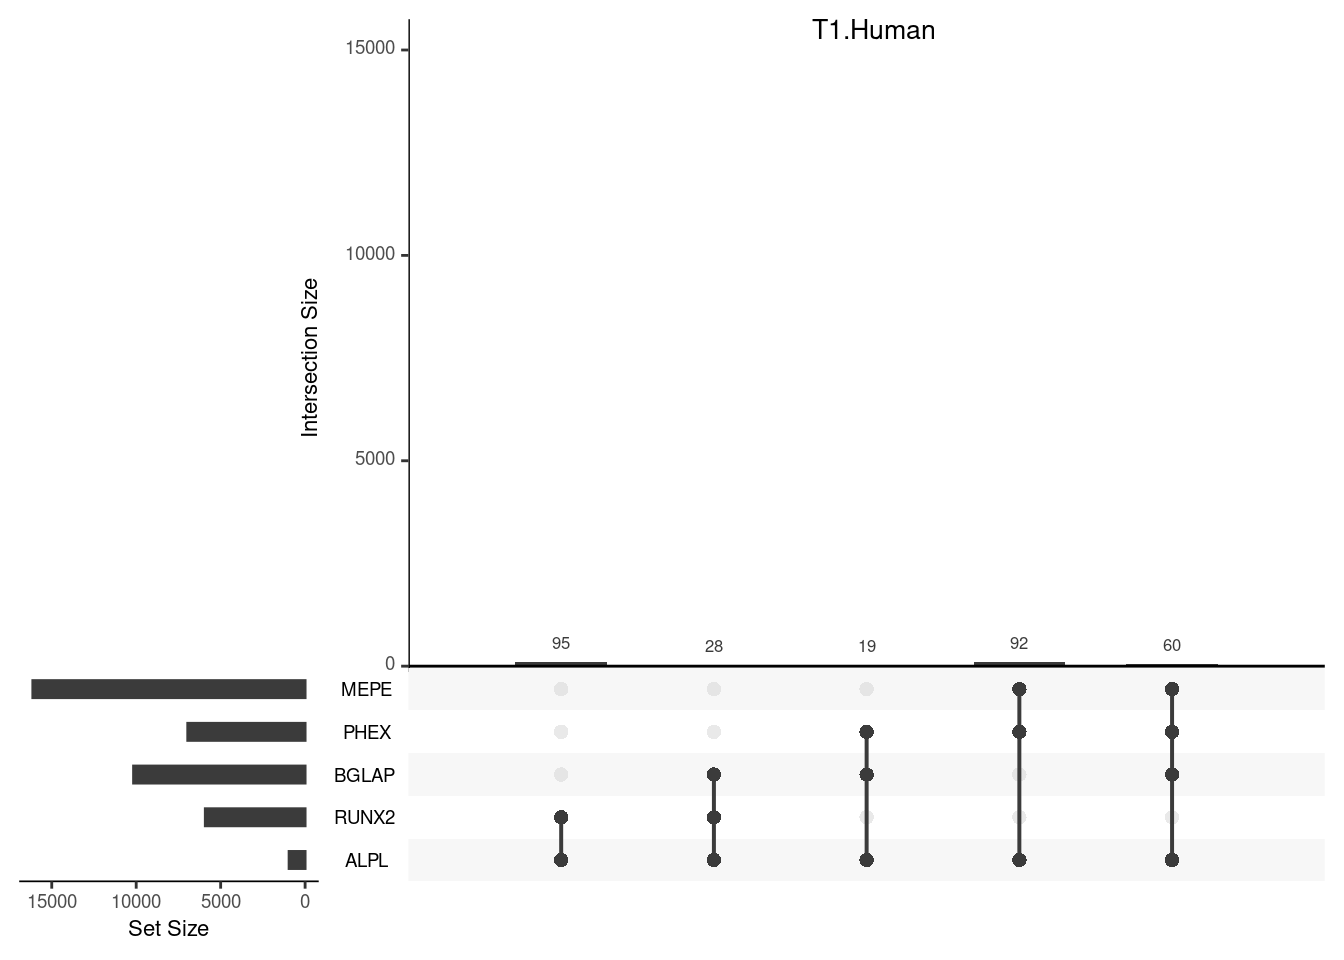 T1.Human
15000
10000
5000
0
Intersection Size
95
28
19
92
60
MEPE
PHEX
BGLAP
RUNX2
ALPL
15000 10000 5000 0
Set Size